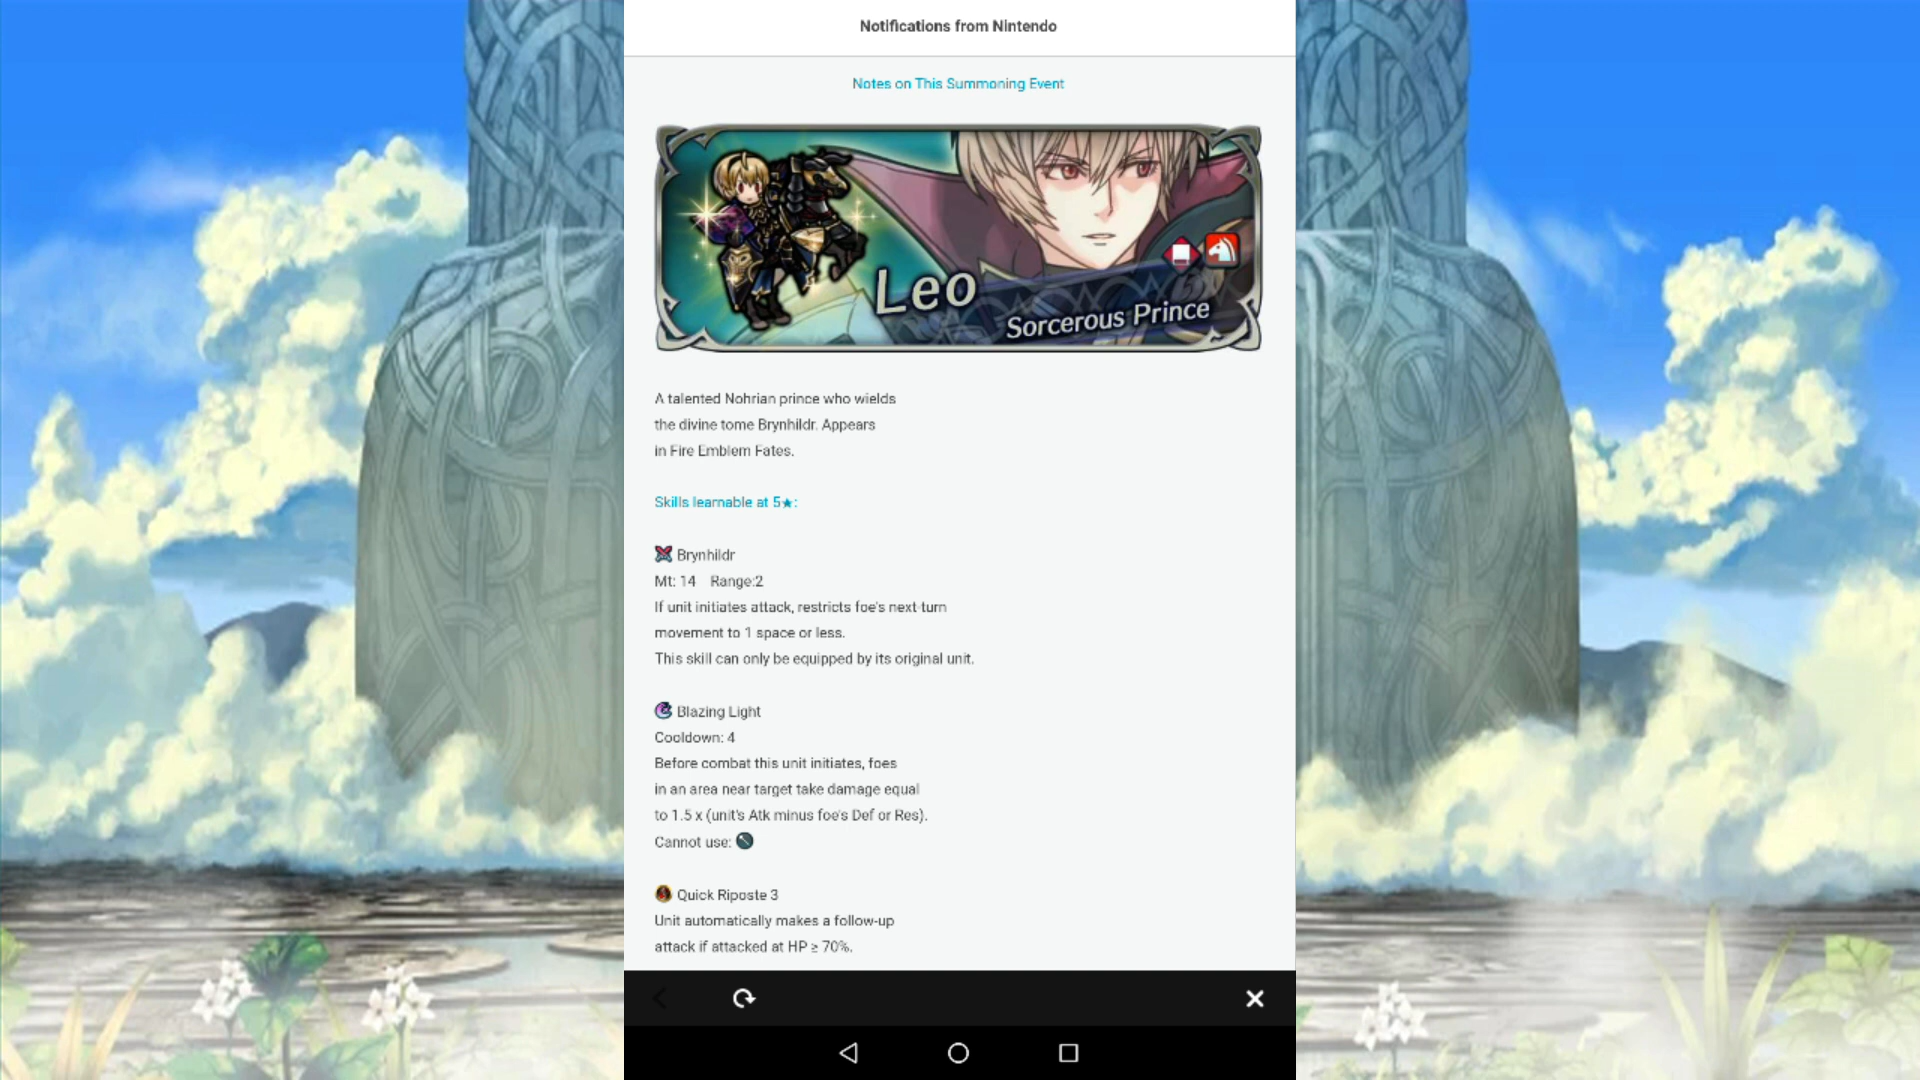 Notifications from Nintendo
Notes on This Summoning Event
Leo
Sorcerous Prince
A talented Nohrian prince who wields
the divine tome Brynhildr. Appears
in Fire Emblem Fates.
Skills learnable at 5★:
Brynhildr
Mt: 14 Range:2
If unit initiates attack, restricts foe's next-turn
movement to 1 space or less.
This skill can only be equipped by its original unit.
Blazing Light
Cooldown: 4
Before combat this unit initiates, foes
in an area near target take damage equal
to 1.5 x (unit's Atk minus foe's Def or Res).
Cannot use:
Quick Riposte 3
Unit automatically makes a follow-up
attack if attacked at HP ≥ 70%.